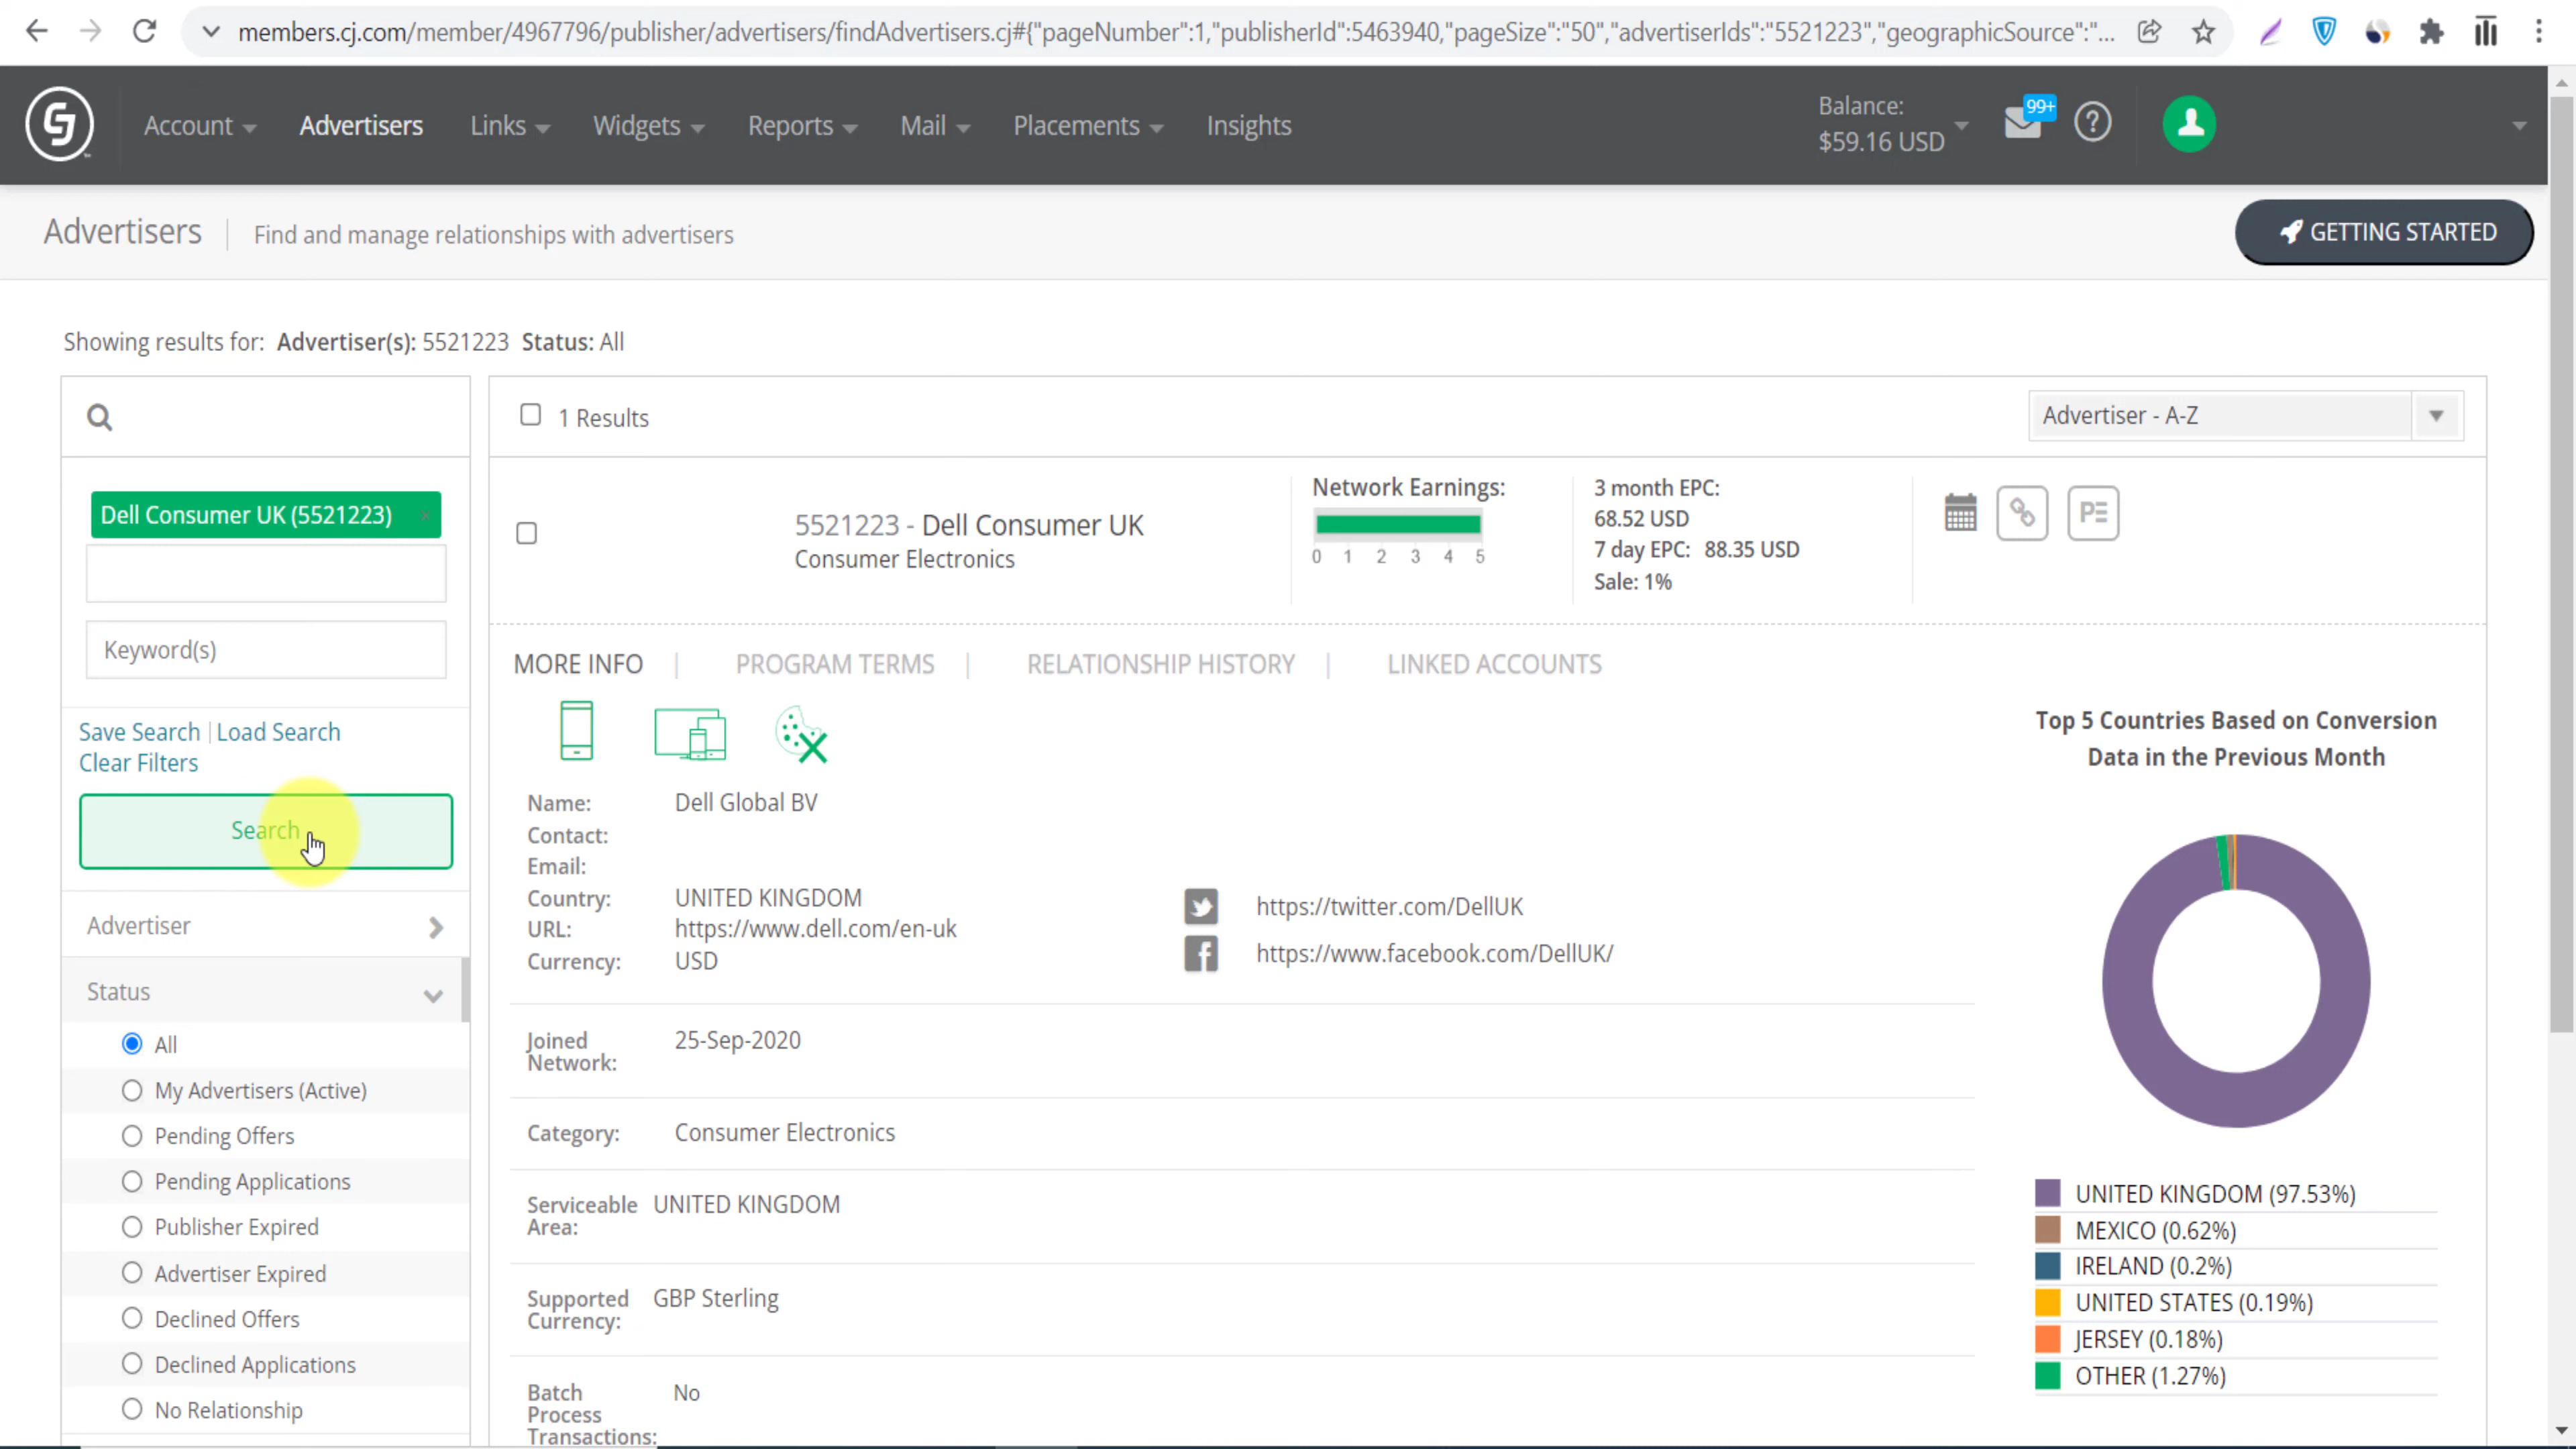 members.cj.com/member/4967796/publisher/advertisers/findAdvertisers.cj#{"pageNumber":1,"publisherId":5463940,"pageSize":"50","advertiserIds":"5521223","geographicSource":"...
Account
Advertisers
Links
Widgets
Reports
Mail
Placements
Insights
Balance:
$59.16 USD
99+
Advertisers
Find and manage relationships with advertisers
GETTING STARTED
Showing results for: Advertiser(s): 5521223 Status: All
Dell Consumer UK (5521223) ×
Keyword(s)
Save Search | Load Search
Clear Filters
Search
Advertiser
Status
All
My Advertisers (Active)
Pending Offers
Pending Applications
Publisher Expired
Advertiser Expired
Declined Offers
Declined Applications
No Relationship
1 Results
Advertiser - A-Z
5521223 - Dell Consumer UK
Consumer Electronics
Network Earnings:
0 1 2 3 4 5
3 month EPC:
68.52 USD
7 day EPC: 88.35 USD
Sale: 1%
PE
MORE INFO | PROGRAM TERMS | RELATIONSHIP HISTORY | LINKED ACCOUNTS
Name: Dell Global BV
Contact:
Email:
Country: UNITED KINGDOM
URL: https://www.dell.com/en-uk
Currency: USD
https://twitter.com/DellUK
https://www.facebook.com/DellUK/
Joined Network: 25-Sep-2020
Category: Consumer Electronics
Serviceable Area: UNITED KINGDOM
Supported Currency: GBP Sterling
Batch Process Transactions: No
Top 5 Countries Based on Conversion
Data in the Previous Month
UNITED KINGDOM (97.53%)
MEXICO (0.62%)
IRELAND (0.2%)
UNITED STATES (0.19%)
JERSEY (0.18%)
OTHER (1.27%)